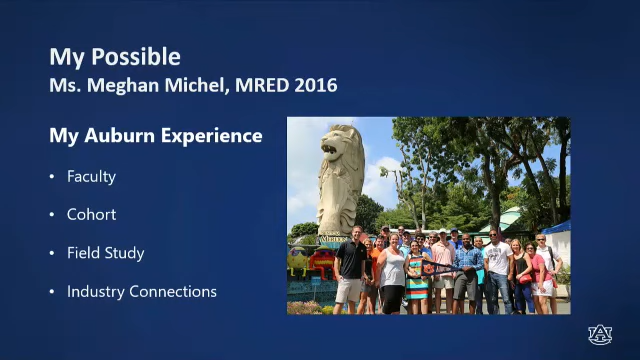 My Possible
Ms. Meghan Michel, MRED 2016
My Auburn Experience
• Faculty
• Cohort
• Field Study
• Industry Connections